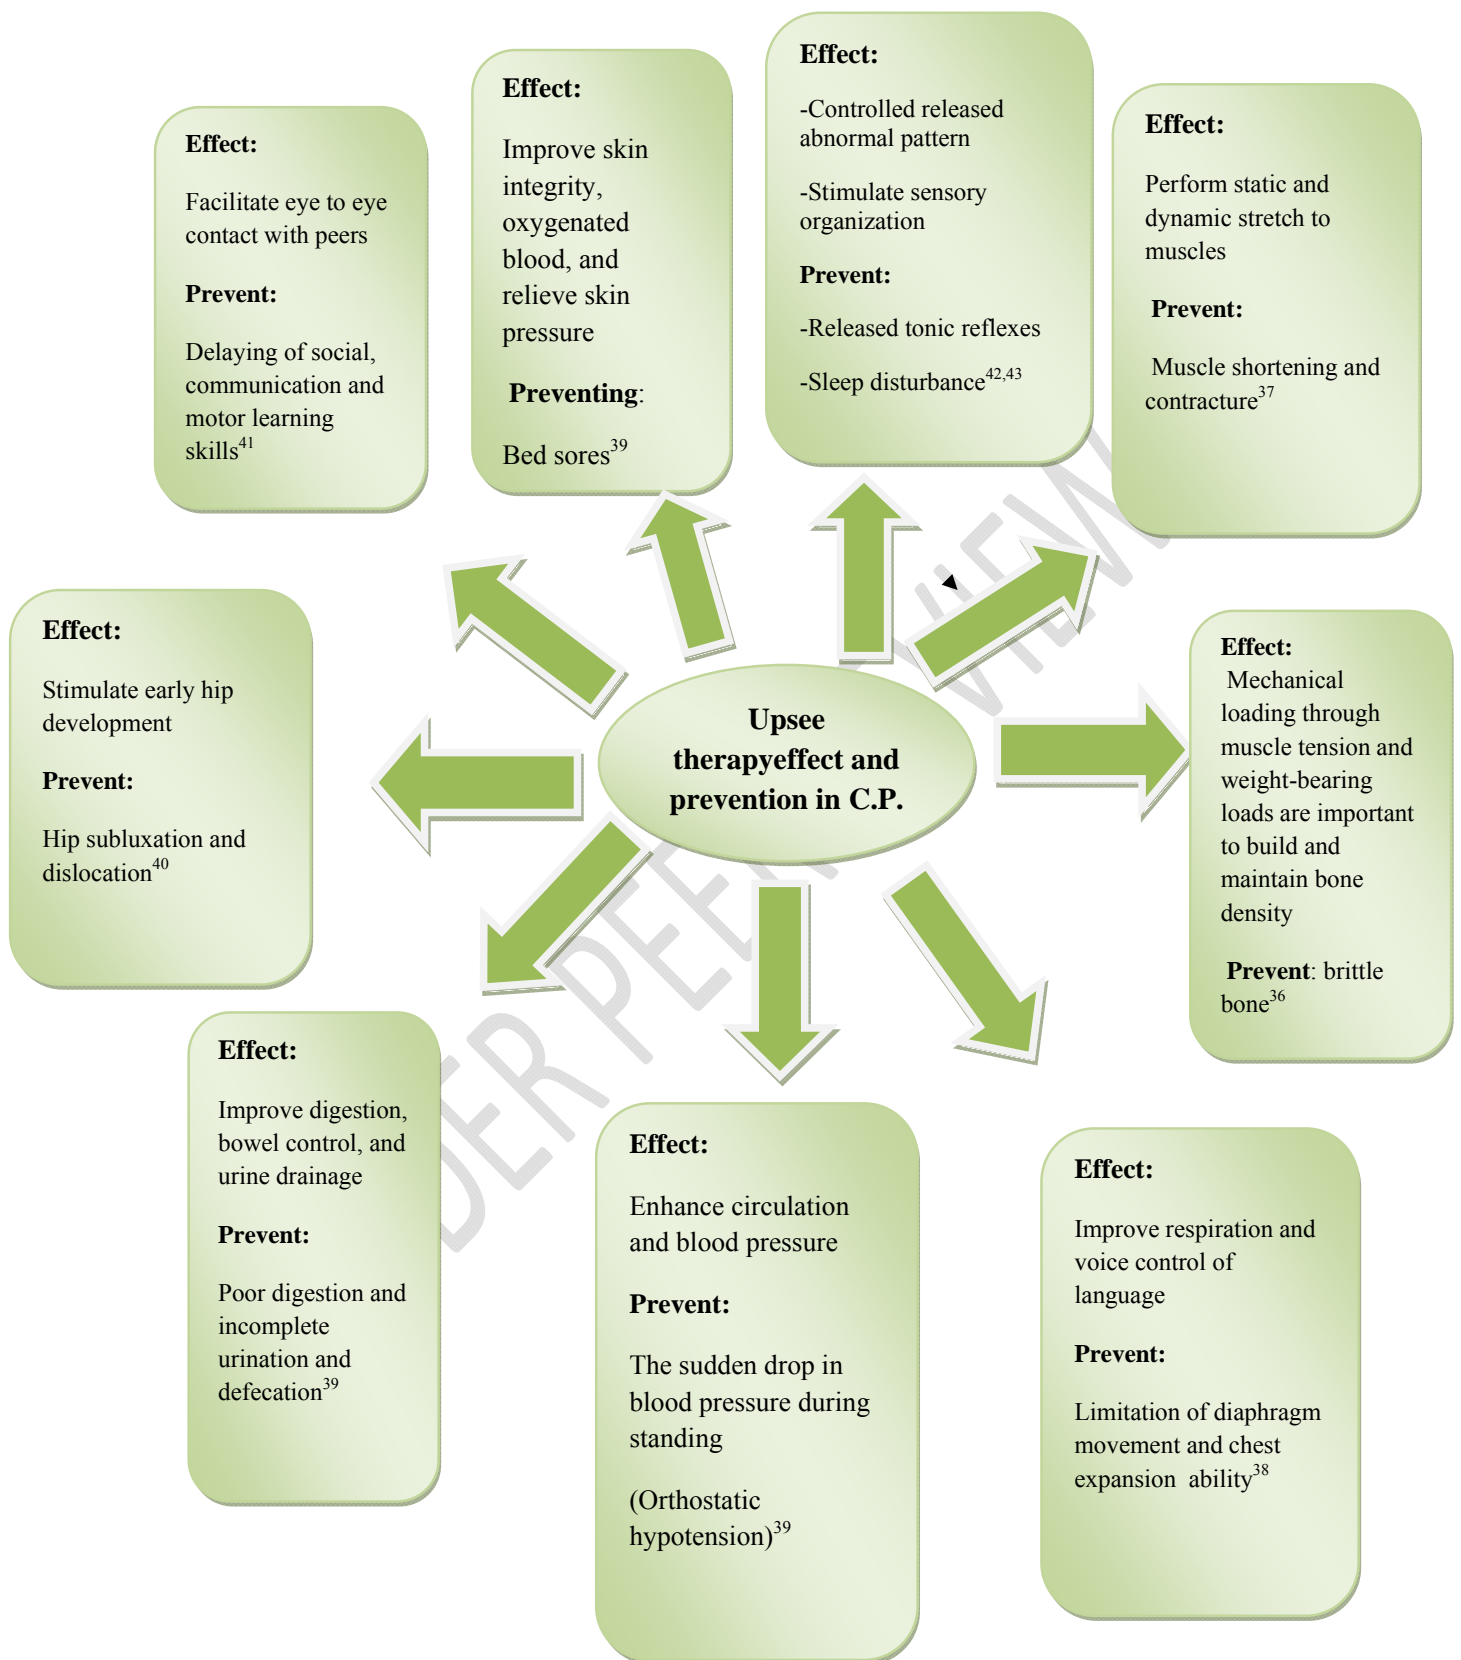 Effect:
Facilitate eye to eye
contact with peers
Prevent:
Delaying of social,
communication and
motor learning
skills41
Effect:
Improve skin
integrity,
oxygenated
blood, and
relieve skin
pressure
Preventing:
Bed sores39
Effect:
-Controlled released
abnormal pattern
-Stimulate sensory
organization
Prevent:
-Released tonic reflexes
-Sleep disturbance42,43
Effect:
Perform static and
dynamic stretch to
muscles
Prevent:
Muscle shortening and
contracture37
Effect:
Stimulate early hip
development
Prevent:
Hip subluxation and
dislocation40
Upsee
therapyeffect and
prevention in C.P.
Effect:
Mechanical
loading through
muscle tension and
weight-bearing
loads are important
to build and
maintain bone
density
Prevent: brittle
bone36
Effect:
Improve digestion,
bowel control, and
urine drainage
Prevent:
Poor digestion and
incomplete
urination and
defecation39
Effect:
Enhance circulation
and blood pressure
Prevent:
The sudden drop in
blood pressure during
standing
(Orthostatic
hypotension)39
Effect:
Improve respiration and
voice control of
language
Prevent:
Limitation of diaphragm
movement and chest
expansion ability38